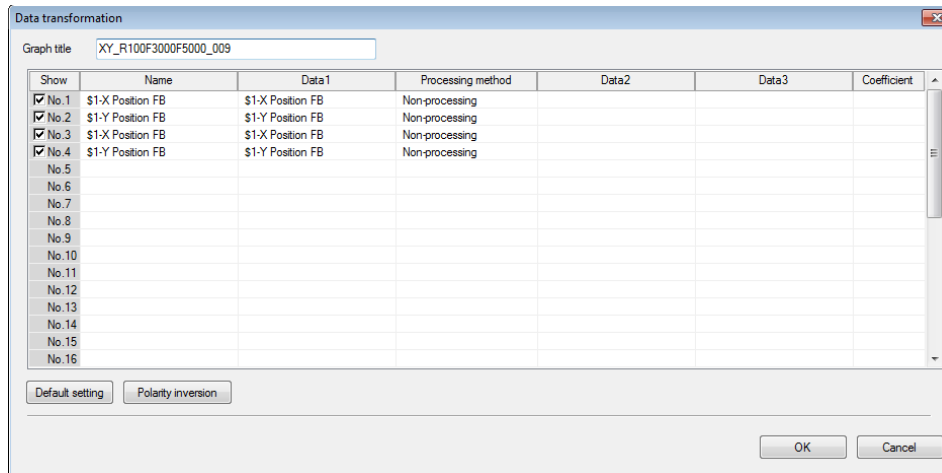 Data transformation
Graph title XY_R100F3000F5000_009
Show Name Data1 Processing method Data2 Data3 Coefficient
No.1 $1-X Position FB $1-X Position FB Non-processing
No.2 $1-Y Position FB $1-Y Position FB Non-processing
No.3 $1-X Position FB $1-X Position FB Non-processing
No.4 $1-Y Position FB $1-Y Position FB Non-processing
No.5
No.6
No.7
No.8
No.9
No.10
No.11
No.12
No.13
No.14
No.15
No.16
Default setting Polarity inversion
OK Cancel